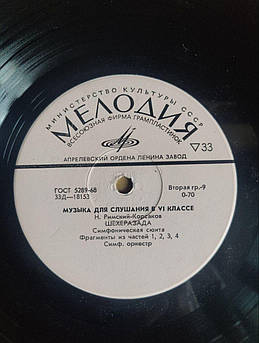 МИНИСТЕРСТВО КУЛЬТУРЫ СССР
МЕЛОДИЯ
ВСЕСОЮЗНАЯ ФИРМА ГРАМПЛАСТИНОК
▽33
АПРЕЛЕВСКИЙ ОРДЕНА ЛЕНИНА ЗАВОД
ГОСТ 5289-68
Вторая гр.-9
33Д—18153
0-70
МУЗЫКА ДЛЯ СЛУШАНИЯ В VI КЛАССЕ
Н. Римский-Корсаков
ШЕХЕРАЗАДА
Симфоническая сюита
Фрагменты из частей 1, 2, 3, 4
Симф. оркестр